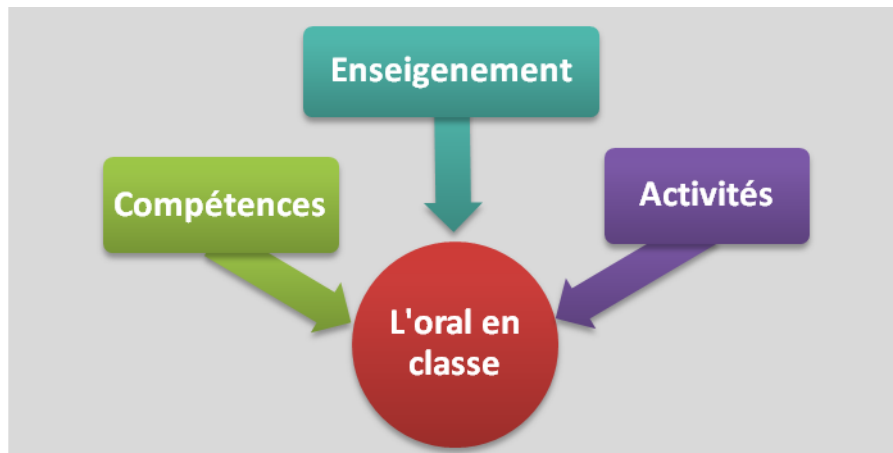 Enseigenement
Compétences
Activités
L'oral en
classe